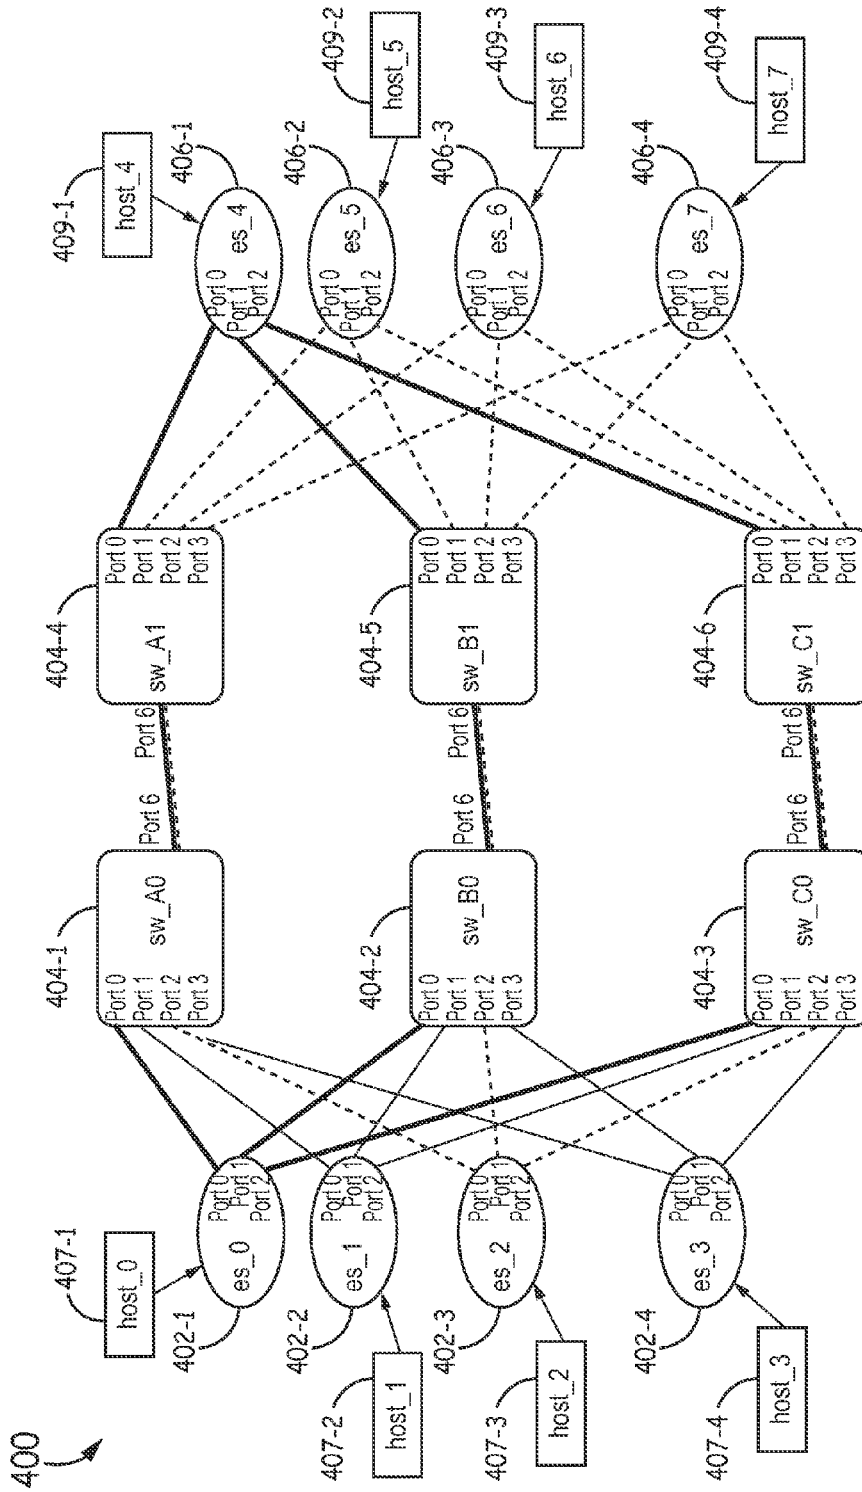 400
407-1
host_0
402-1
es_0
Port 0
Port 1
Port 2
402-2
es_1
Port 0
Port 1
Port 2
407-2
host_1
402-3
es_2
Port 0
Port 1
Port 2
407-3
host_2
402-4
es_3
Port 0
Port 1
Port 2
407-4
host_3
404-1
Port 0
Port 1
Port 2
Port 3
sw_A0
Port 6
404-2
Port 0
Port 1
Port 2
Port 3
sw_B0
Port 6
404-3
Port 0
Port 1
Port 2
Port 3
sw_C0
Port 6
404-4
Port 6
sw_A1
Port 0
Port 1
Port 2
Port 3
404-5
Port 6
sw_B1
Port 0
Port 1
Port 2
Port 3
404-6
Port 6
sw_C1
Port 0
Port 1
Port 2
Port 3
409-1
host_4
406-1
Port 0
Port 1
Port 2
es_4
406-2
Port 0
Port 1
Port 2
es_5
409-2
host_5
406-3
Port 0
Port 1
Port 2
es_6
409-3
host_6
406-4
Port 0
Port 1
Port 2
es_7
409-4
host_7